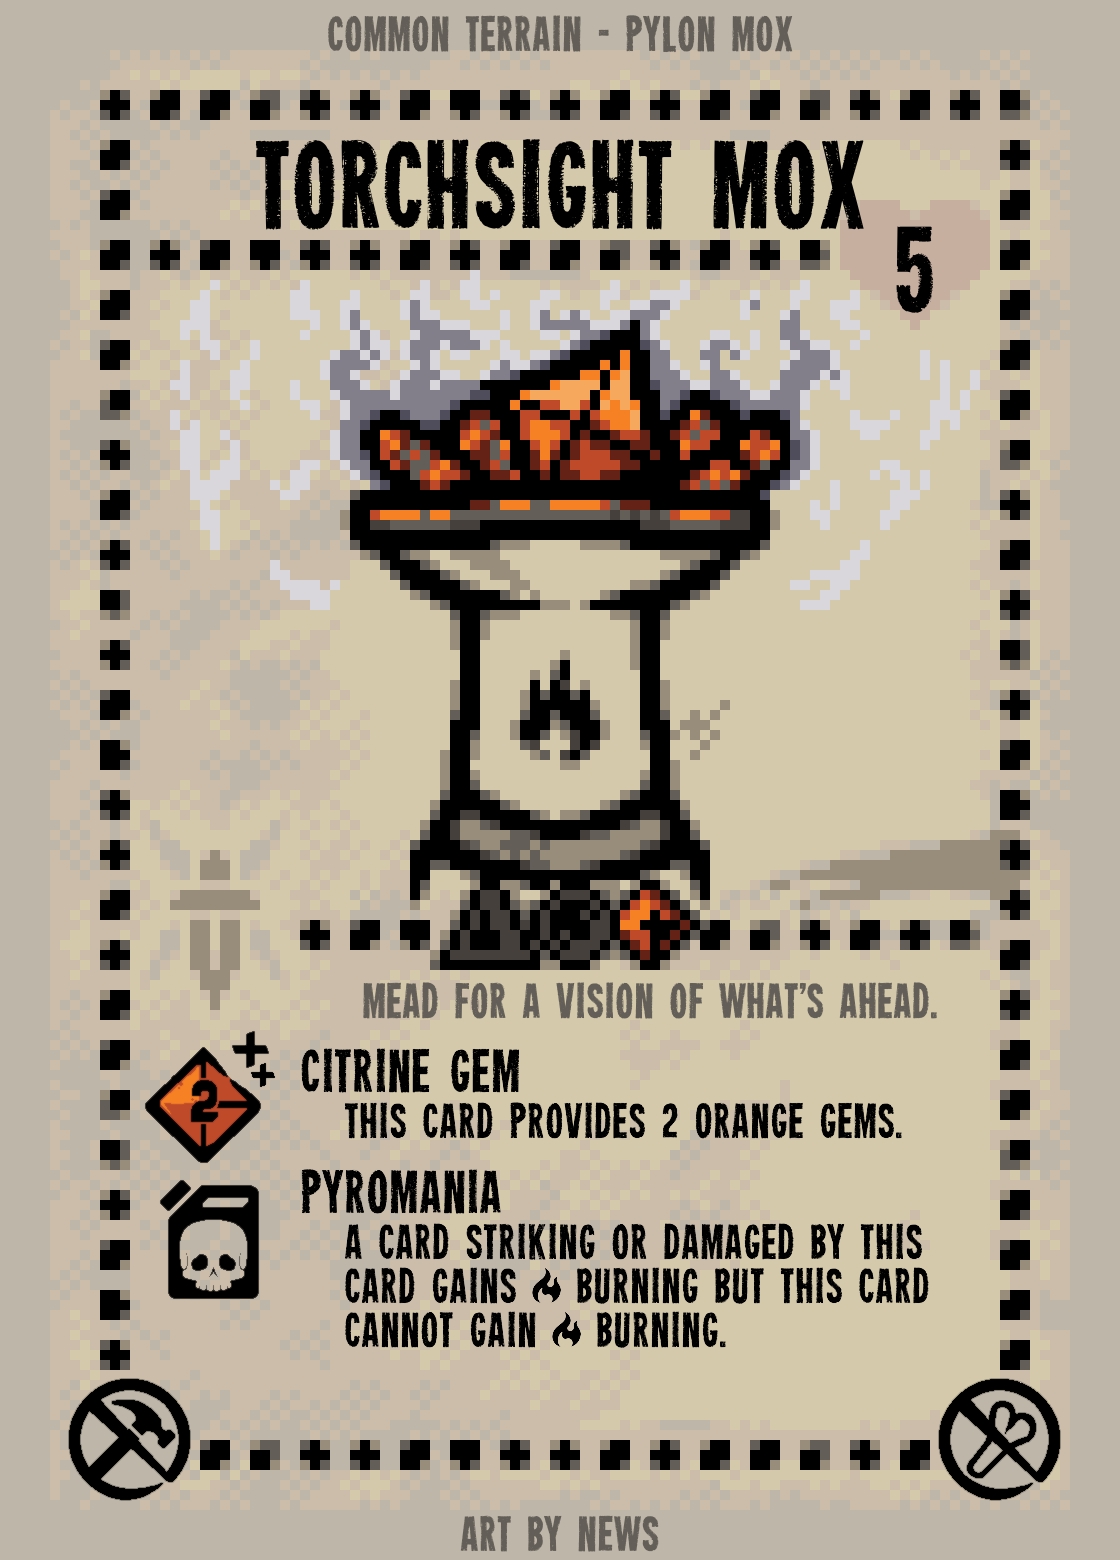 COMMON TERRAIN - PYLON MOX
TORCHSIGHT MOX
5
MEAD FOR A VISION OF WHAT'S AHEAD.
2
CITRINE GEM
THIS CARD PROVIDES 2 ORANGE GEMS.
PYROMANIA
A CARD STRIKING OR DAMAGED BY THIS
CARD GAINS BURNING BUT THIS CARD
CANNOT GAIN BURNING.
ART BY NEWS